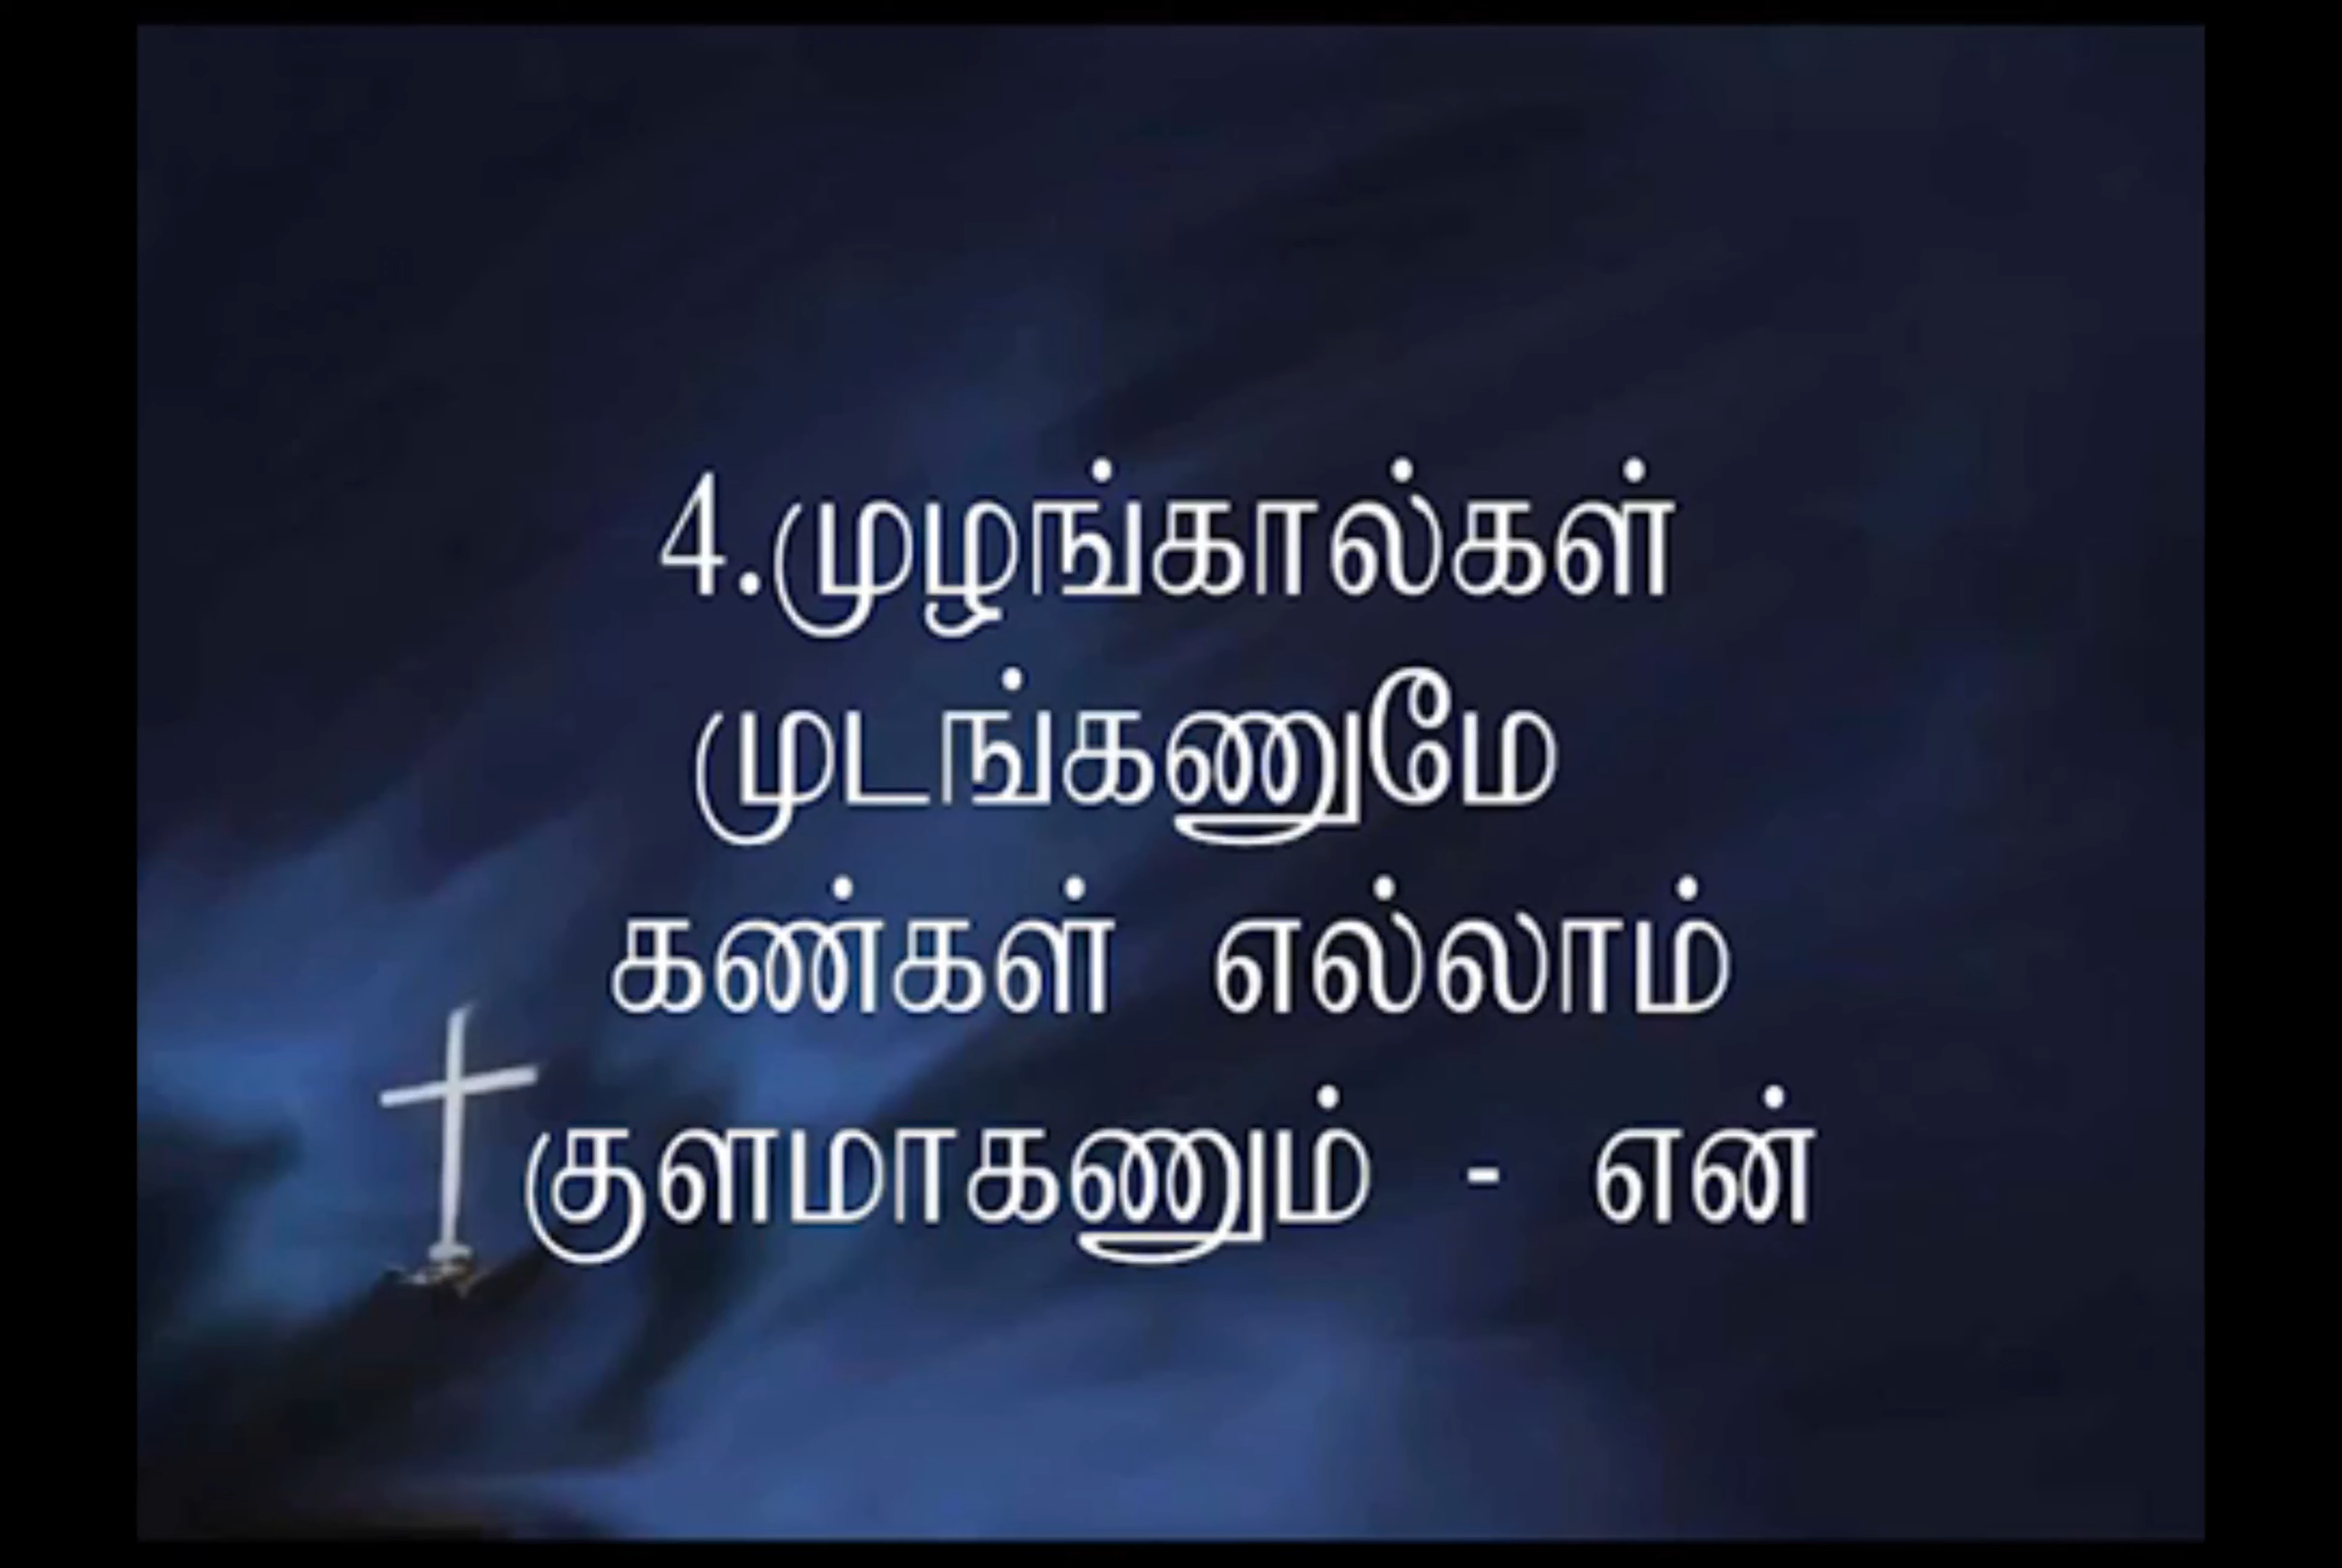 4.முழங்கால்கள்
முடங்கணுமே
கண்கள் எல்லாம்
குளமாகணும் - என்